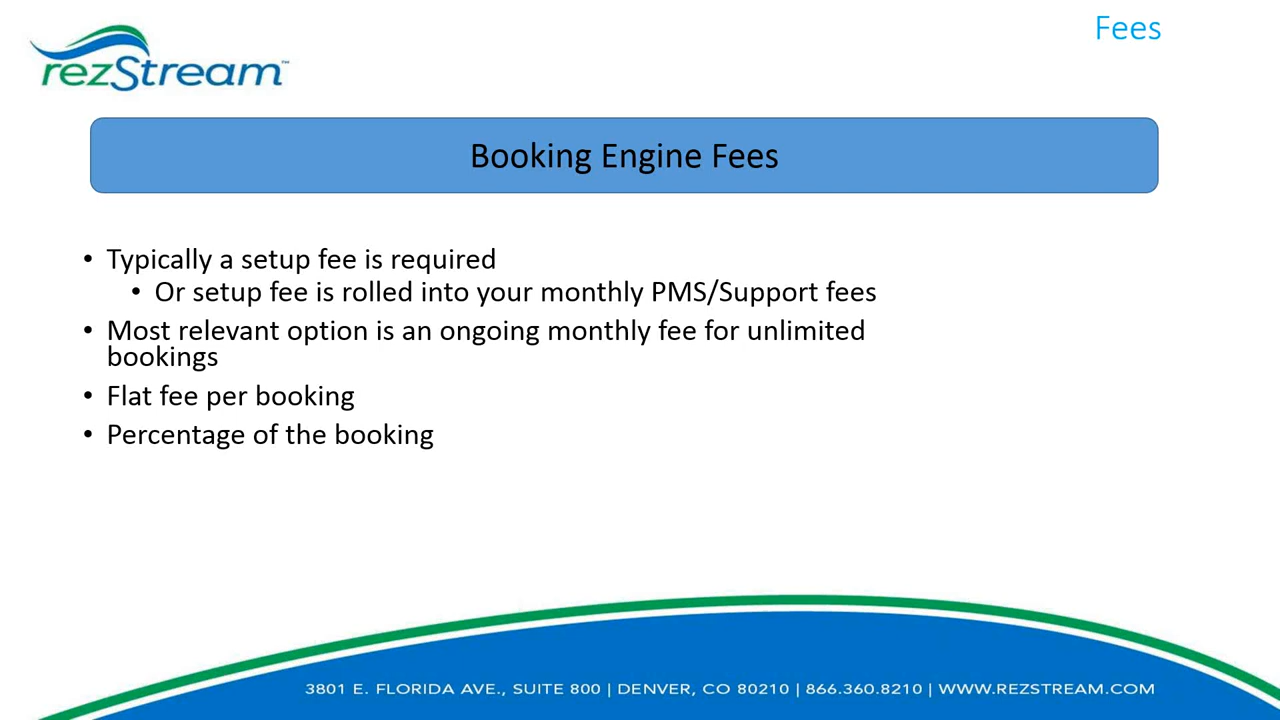 Fees
rezStream™
Booking Engine Fees
• Typically a setup fee is required
• Or setup fee is rolled into your monthly PMS/Support fees
• Most relevant option is an ongoing monthly fee for unlimited
bookings
• Flat fee per booking
• Percentage of the booking
3801 E. FLORIDA AVE., SUITE 800 | DENVER, CO 80210 | 866.360.8210 | WWW.REZSTREAM.COM